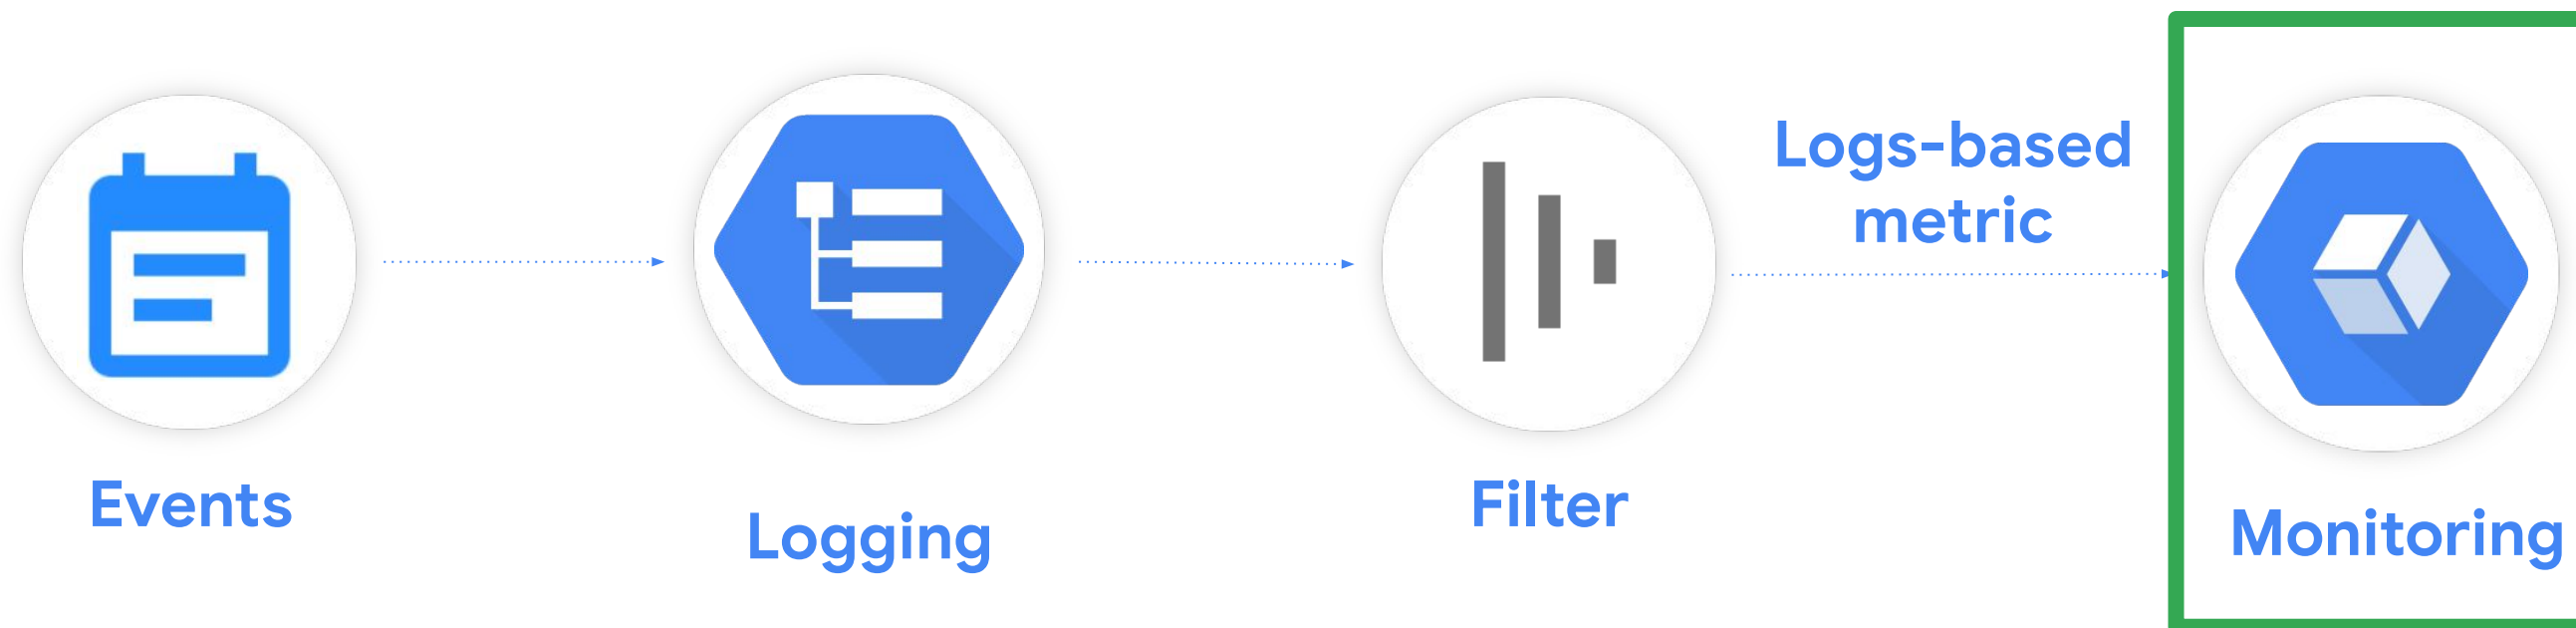 Events
Logging
Filter
Logs-based
metric
Monitoring